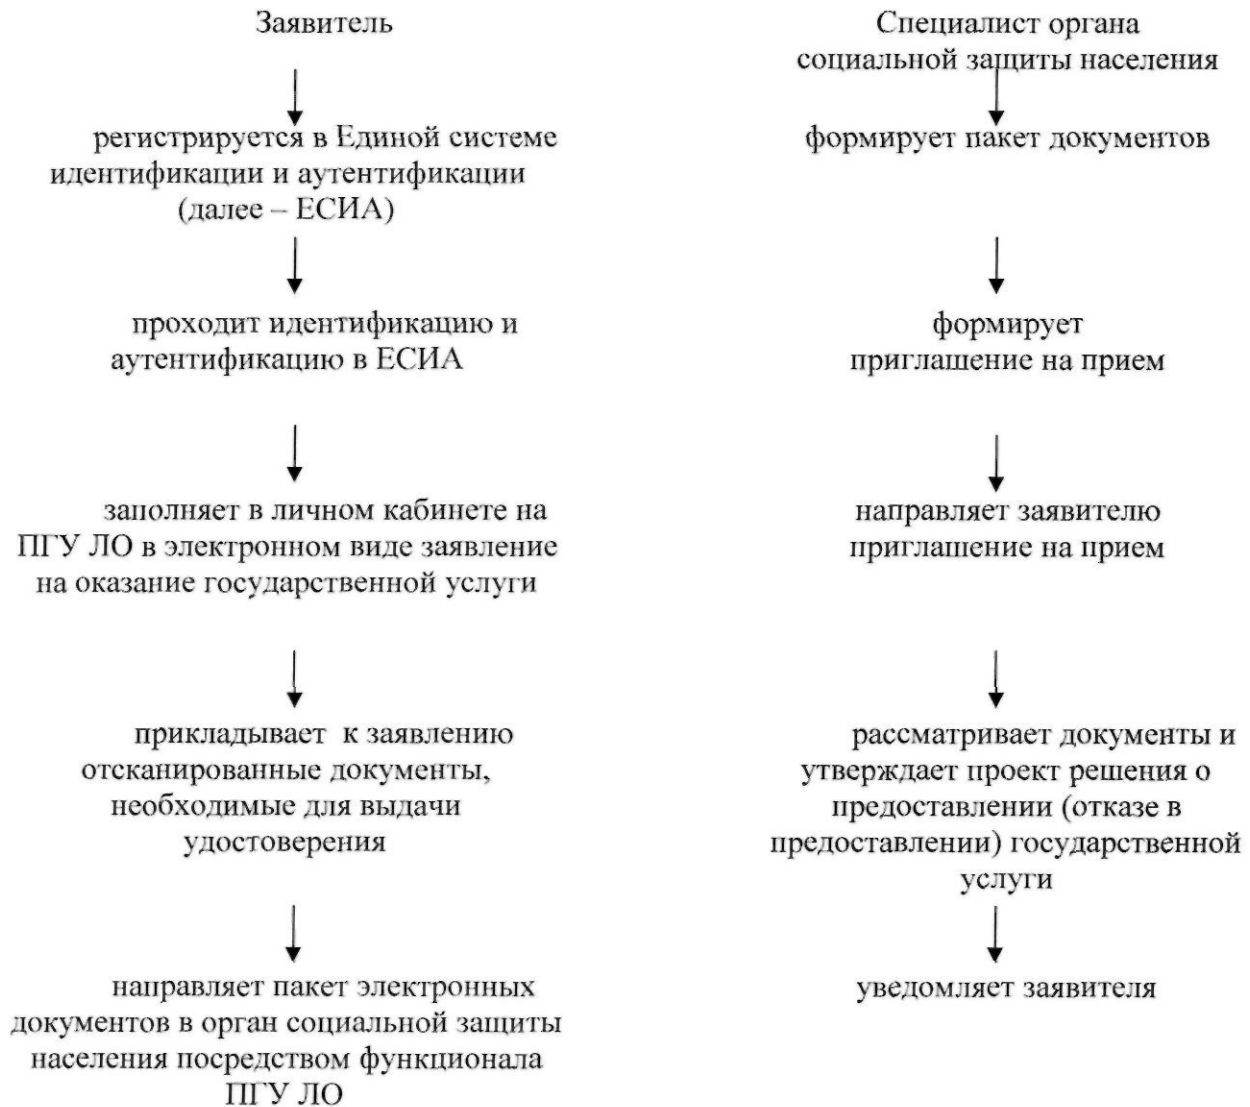 Заявитель
регистрируется в Единой системе
идентификации и аутентификации
(далее – ЕСИА)
проходит идентификацию и
аутентификацию в ЕСИА
заполняет в личном кабинете на
ПГУ ЛО в электронном виде заявление
на оказание государственной услуги
прикладывает к заявлению
отсканированные документы,
необходимые для выдачи
удостоверения
направляет пакет электронных
документов в орган социальной защиты
населения посредством функционала
ПГУ ЛО
Специалист органа
социальной защиты населения
формирует пакет документов
формирует
приглашение на прием
направляет заявителю
приглашение на прием
рассматривает документы и
утверждает проект решения о
предоставлении (отказе в
предоставлении) государственной
услуги
уведомляет заявителя